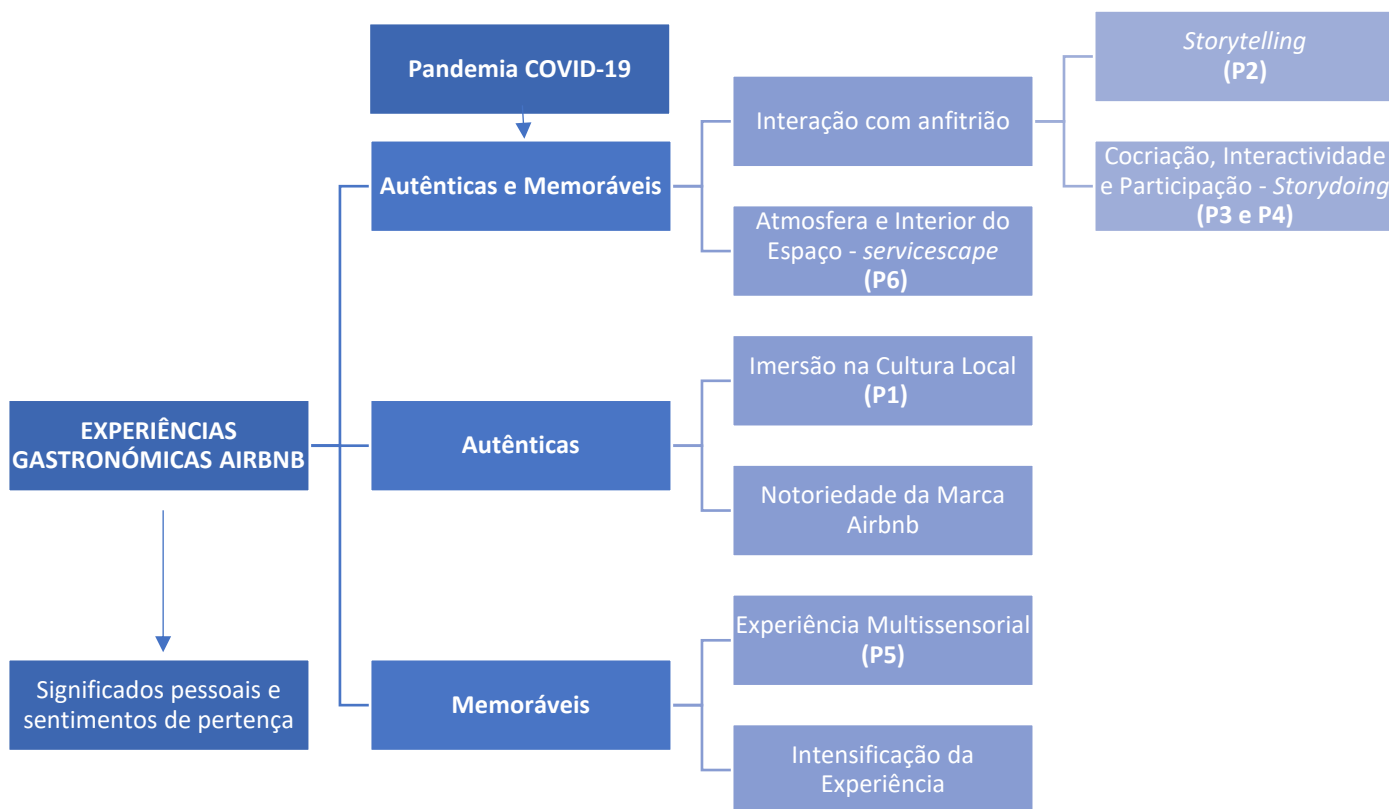 Pandemia COVID-19
Storytelling
(P2)
Interação com anfitrião
Cocriação, Interactividade
e Participação - Storydoing
(P3 e P4)
Autênticas e Memoráveis
Atmosfera e Interior do
Espaço - servicescape
(P6)
Imersão na Cultura Local
(P1)
EXPERIÊNCIAS
GASTRONÓMICAS AIRBNB
Autênticas
Notoriedade da Marca
Airbnb
Experiência Multissensorial
(P5)
Significados pessoais e
sentimentos de pertença
Memoráveis
Intensificação da
Experiência